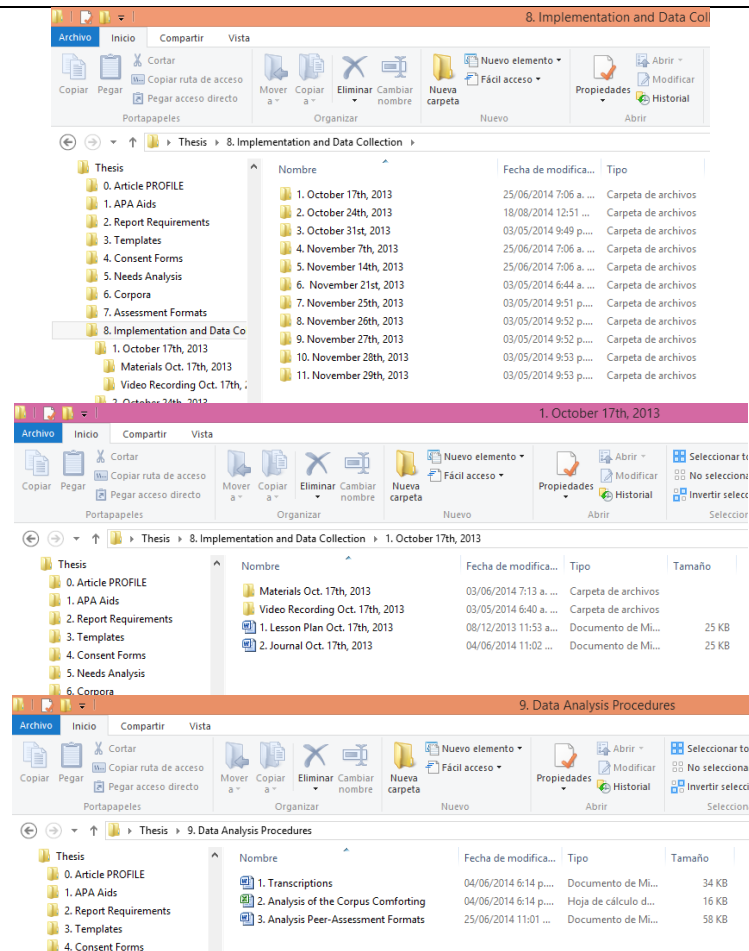 8. Implementation and Data Coll
Archivo Inicio Compartir Vista
Copiar Pegar Cortar Copiar ruta de acceso Pegar acceso directo
Mover a Copiar a Eliminar Cambiar nombre
Nueva carpeta Nuevo elemento Fácil acceso
Propiedades Abrir Modificar Historial
Portapapeles Organizar Nuevo Abrir
Thesis 8. Implementation and Data Collection
Thesis
0. Article PROFILE
1. APA Aids
2. Report Requirements
3. Templates
4. Consent Forms
5. Needs Analysis
6. Corpora
7. Assessment Formats
8. Implementation and Data Co
1. October 17th, 2013
Materials Oct. 17th, 2013
Video Recording Oct. 17th, 2
2. October 24th, 2013
Nombre Fecha de modifica... Tipo
1. October 17th, 2013 25/06/2014 7:06 a. ... Carpeta de archivos
2. October 24th, 2013 18/08/2014 12:51 ... Carpeta de archivos
3. October 31st, 2013 03/05/2014 9:49 p.... Carpeta de archivos
4. November 7th, 2013 25/06/2014 7:06 a. ... Carpeta de archivos
5. November 14th, 2013 25/06/2014 7:06 a. ... Carpeta de archivos
6. November 21st, 2013 03/05/2014 6:44 a. ... Carpeta de archivos
7. November 25th, 2013 03/05/2014 9:51 p.... Carpeta de archivos
8. November 26th, 2013 03/05/2014 9:52 p.... Carpeta de archivos
9. November 27th, 2013 03/05/2014 9:52 p.... Carpeta de archivos
10. November 28th, 2013 03/05/2014 9:53 p.... Carpeta de archivos
11. November 29th, 2013 03/05/2014 9:53 p.... Carpeta de archivos
1. October 17th, 2013
Archivo Inicio Compartir Vista
Copiar Pegar Cortar Copiar ruta de acceso Pegar acceso directo
Mover a Copiar a Eliminar Cambiar nombre
Nueva carpeta Nuevo elemento Fácil acceso
Propiedades Abrir Modificar Historial
Seleccionar to
No selecciona
Invertir selecc
Portapapeles Organizar Nuevo Abrir Seleccior
Thesis 8. Implementation and Data Collection 1. October 17th, 2013
Thesis
0. Article PROFILE
1. APA Aids
2. Report Requirements
3. Templates
4. Consent Forms
5. Needs Analysis
6. Corpora
Nombre Fecha de modifica... Tipo Tamaño
Materials Oct. 17th, 2013 03/06/2014 7:13 a. ... Carpeta de archivos
Video Recording Oct. 17th, 2013 03/05/2014 6:40 a. ... Carpeta de archivos
1. Lesson Plan Oct. 17th, 2013 08/12/2013 11:53 a... Documento de Mi... 25 KB
2. Journal Oct. 17th, 2013 04/06/2014 11:02 ... Documento de Mi... 25 KB
9. Data Analysis Procedures
Archivo Inicio Compartir Vista
Copiar Pegar Cortar Copiar ruta de acceso Pegar acceso directo
Mover a Copiar a Eliminar Cambiar nombre
Nueva carpeta Nuevo elemento Fácil acceso
Propiedades Abrir Modificar Historial
Seleccionar to
No selecciona
Invertir selecci
Portapapeles Organizar Nuevo Abrir Seleccion
Thesis 9. Data Analysis Procedures
Thesis
0. Article PROFILE
1. APA Aids
2. Report Requirements
3. Templates
4. Consent Forms
Nombre Fecha de modifica... Tipo Tamaño
1. Transcriptions 04/06/2014 6:14 p.... Documento de Mi... 34 KB
2. Analysis of the Corpus Comforting 04/06/2014 6:14 p.... Hoja de cálculo d... 16 KB
3. Analysis Peer-Assessment Formats 25/06/2014 11:01 ... Documento de Mi... 58 KB